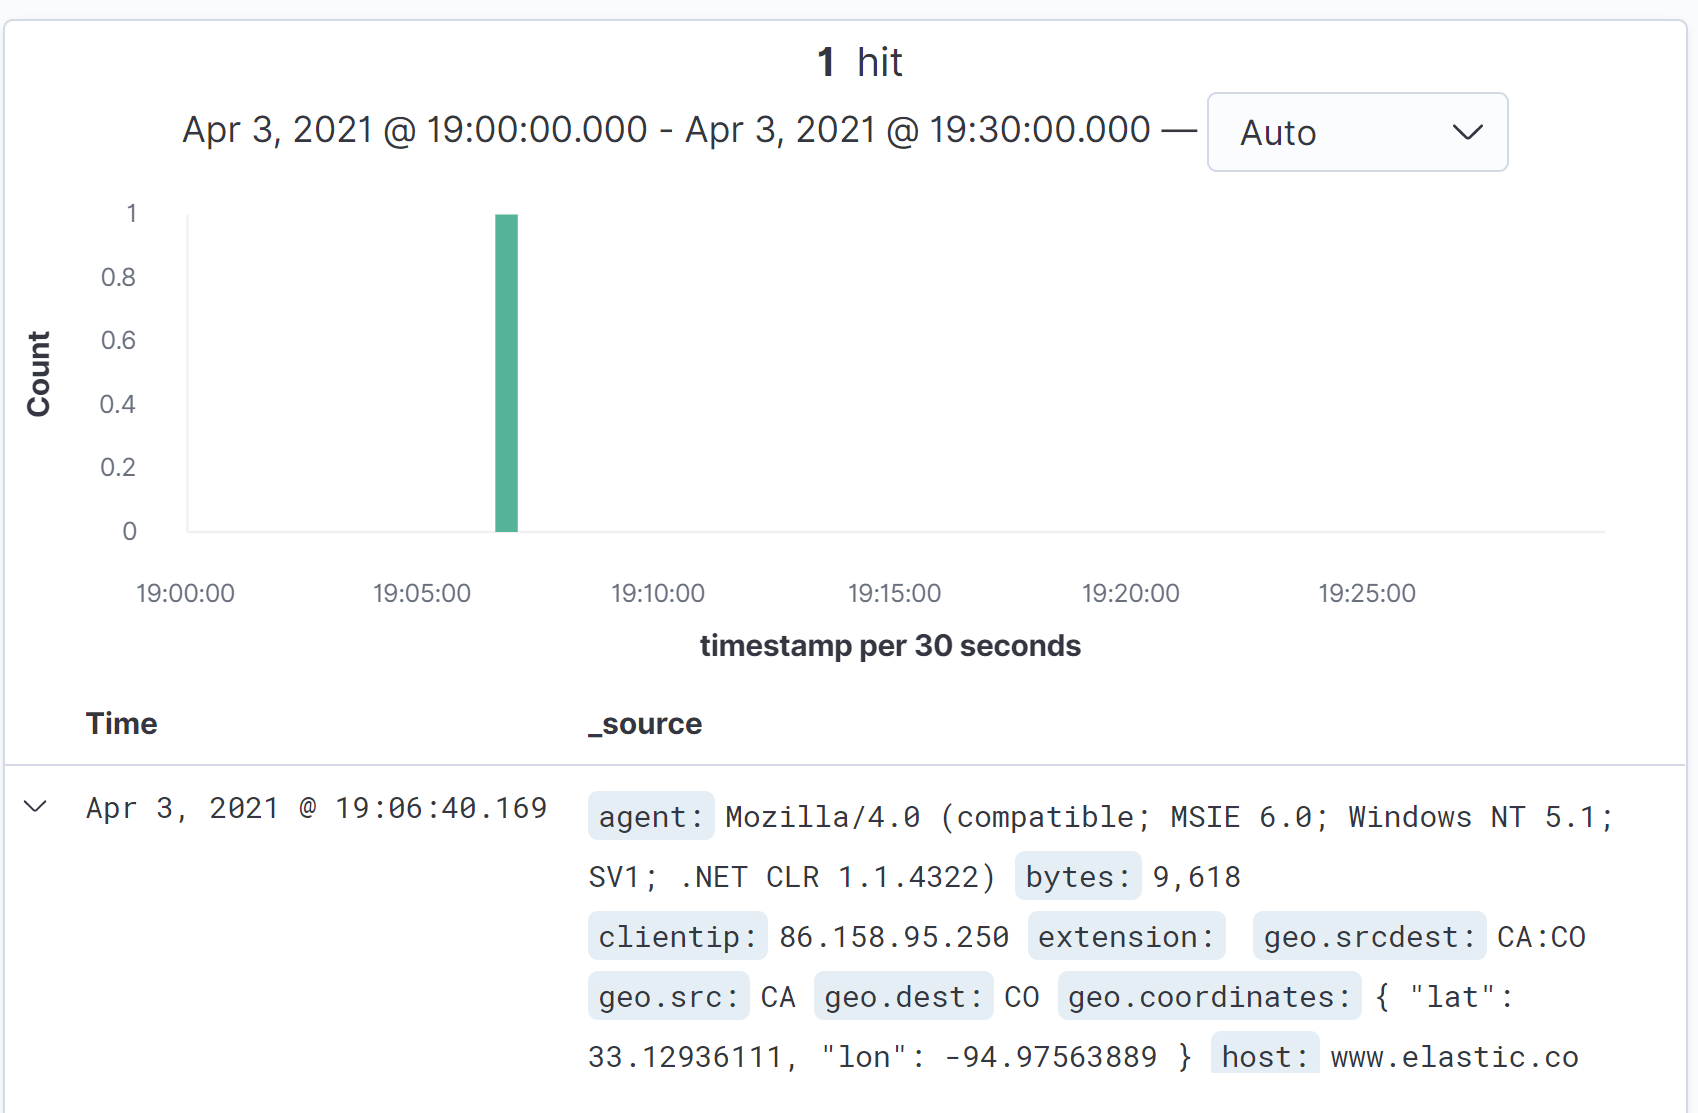 1 hit
Apr 3, 2021 @ 19:00:00.000 - Apr 3, 2021 @ 19:30:00.000 — Auto
Count
1
0.8
0.6
0.4
0.2
0
19:00:00 19:05:00 19:10:00 19:15:00 19:20:00 19:25:00
timestamp per 30 seconds
Time _source
Apr 3, 2021 @ 19:06:40.169 agent: Mozilla/4.0 (compatible; MSIE 6.0; Windows NT 5.1;
SV1; .NET CLR 1.1.4322) bytes: 9,618
clientip: 86.158.95.250 extension: geo.srcdest: CA:CO
geo.src: CA geo.dest: CO geo.coordinates: { "lat":
33.12936111, "lon": -94.97563889 } host: www.elastic.co